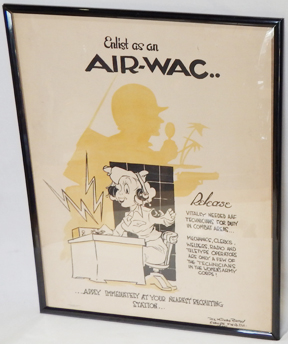 Enlist as an
AIR-WAC..
Release
VITALLY NEEDED ARE
TECHNICIANS FOR DUTY
IN COMBAT AREAS.
MECHANICS, CLERKS,
WELDERS, RADIO AND
TELETYPE OPERATORS
ARE ONLY A FEW OF
THE TECHNICIANS
IN THE WOMEN'S ARMY
CORPS!
...APPLY IMMEDIATELY AT YOUR NEAREST RECRUITING
STATION...